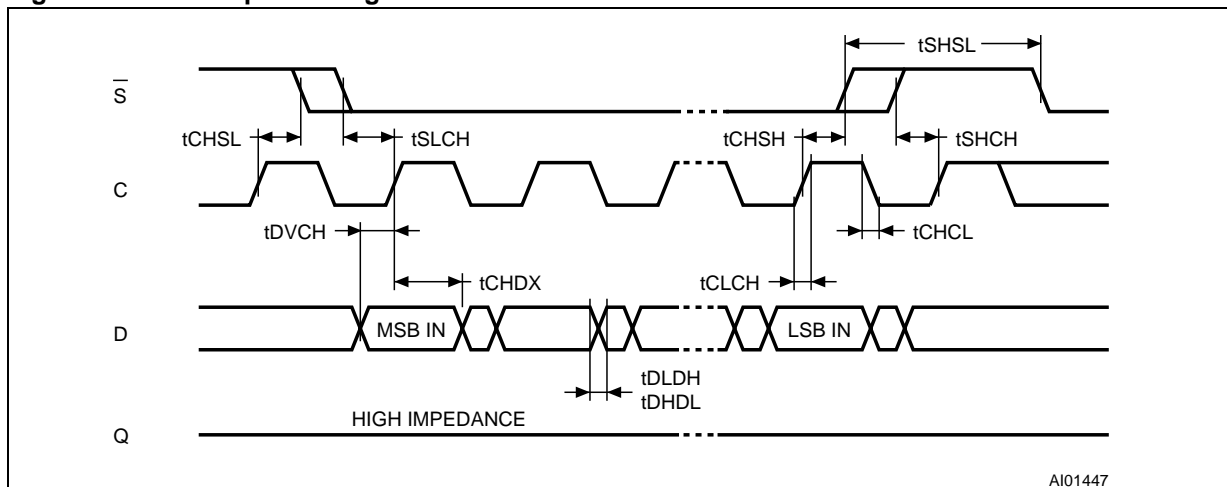 tSHSL
S
tCHSL
tSLCH
tCHSH
tSHCH
C
tDVCH
tCHCL
tCHDX
tCLCH
D
MSB IN
LSB IN
tDLDH
tDHDL
HIGH IMPEDANCE
Q
AI01447